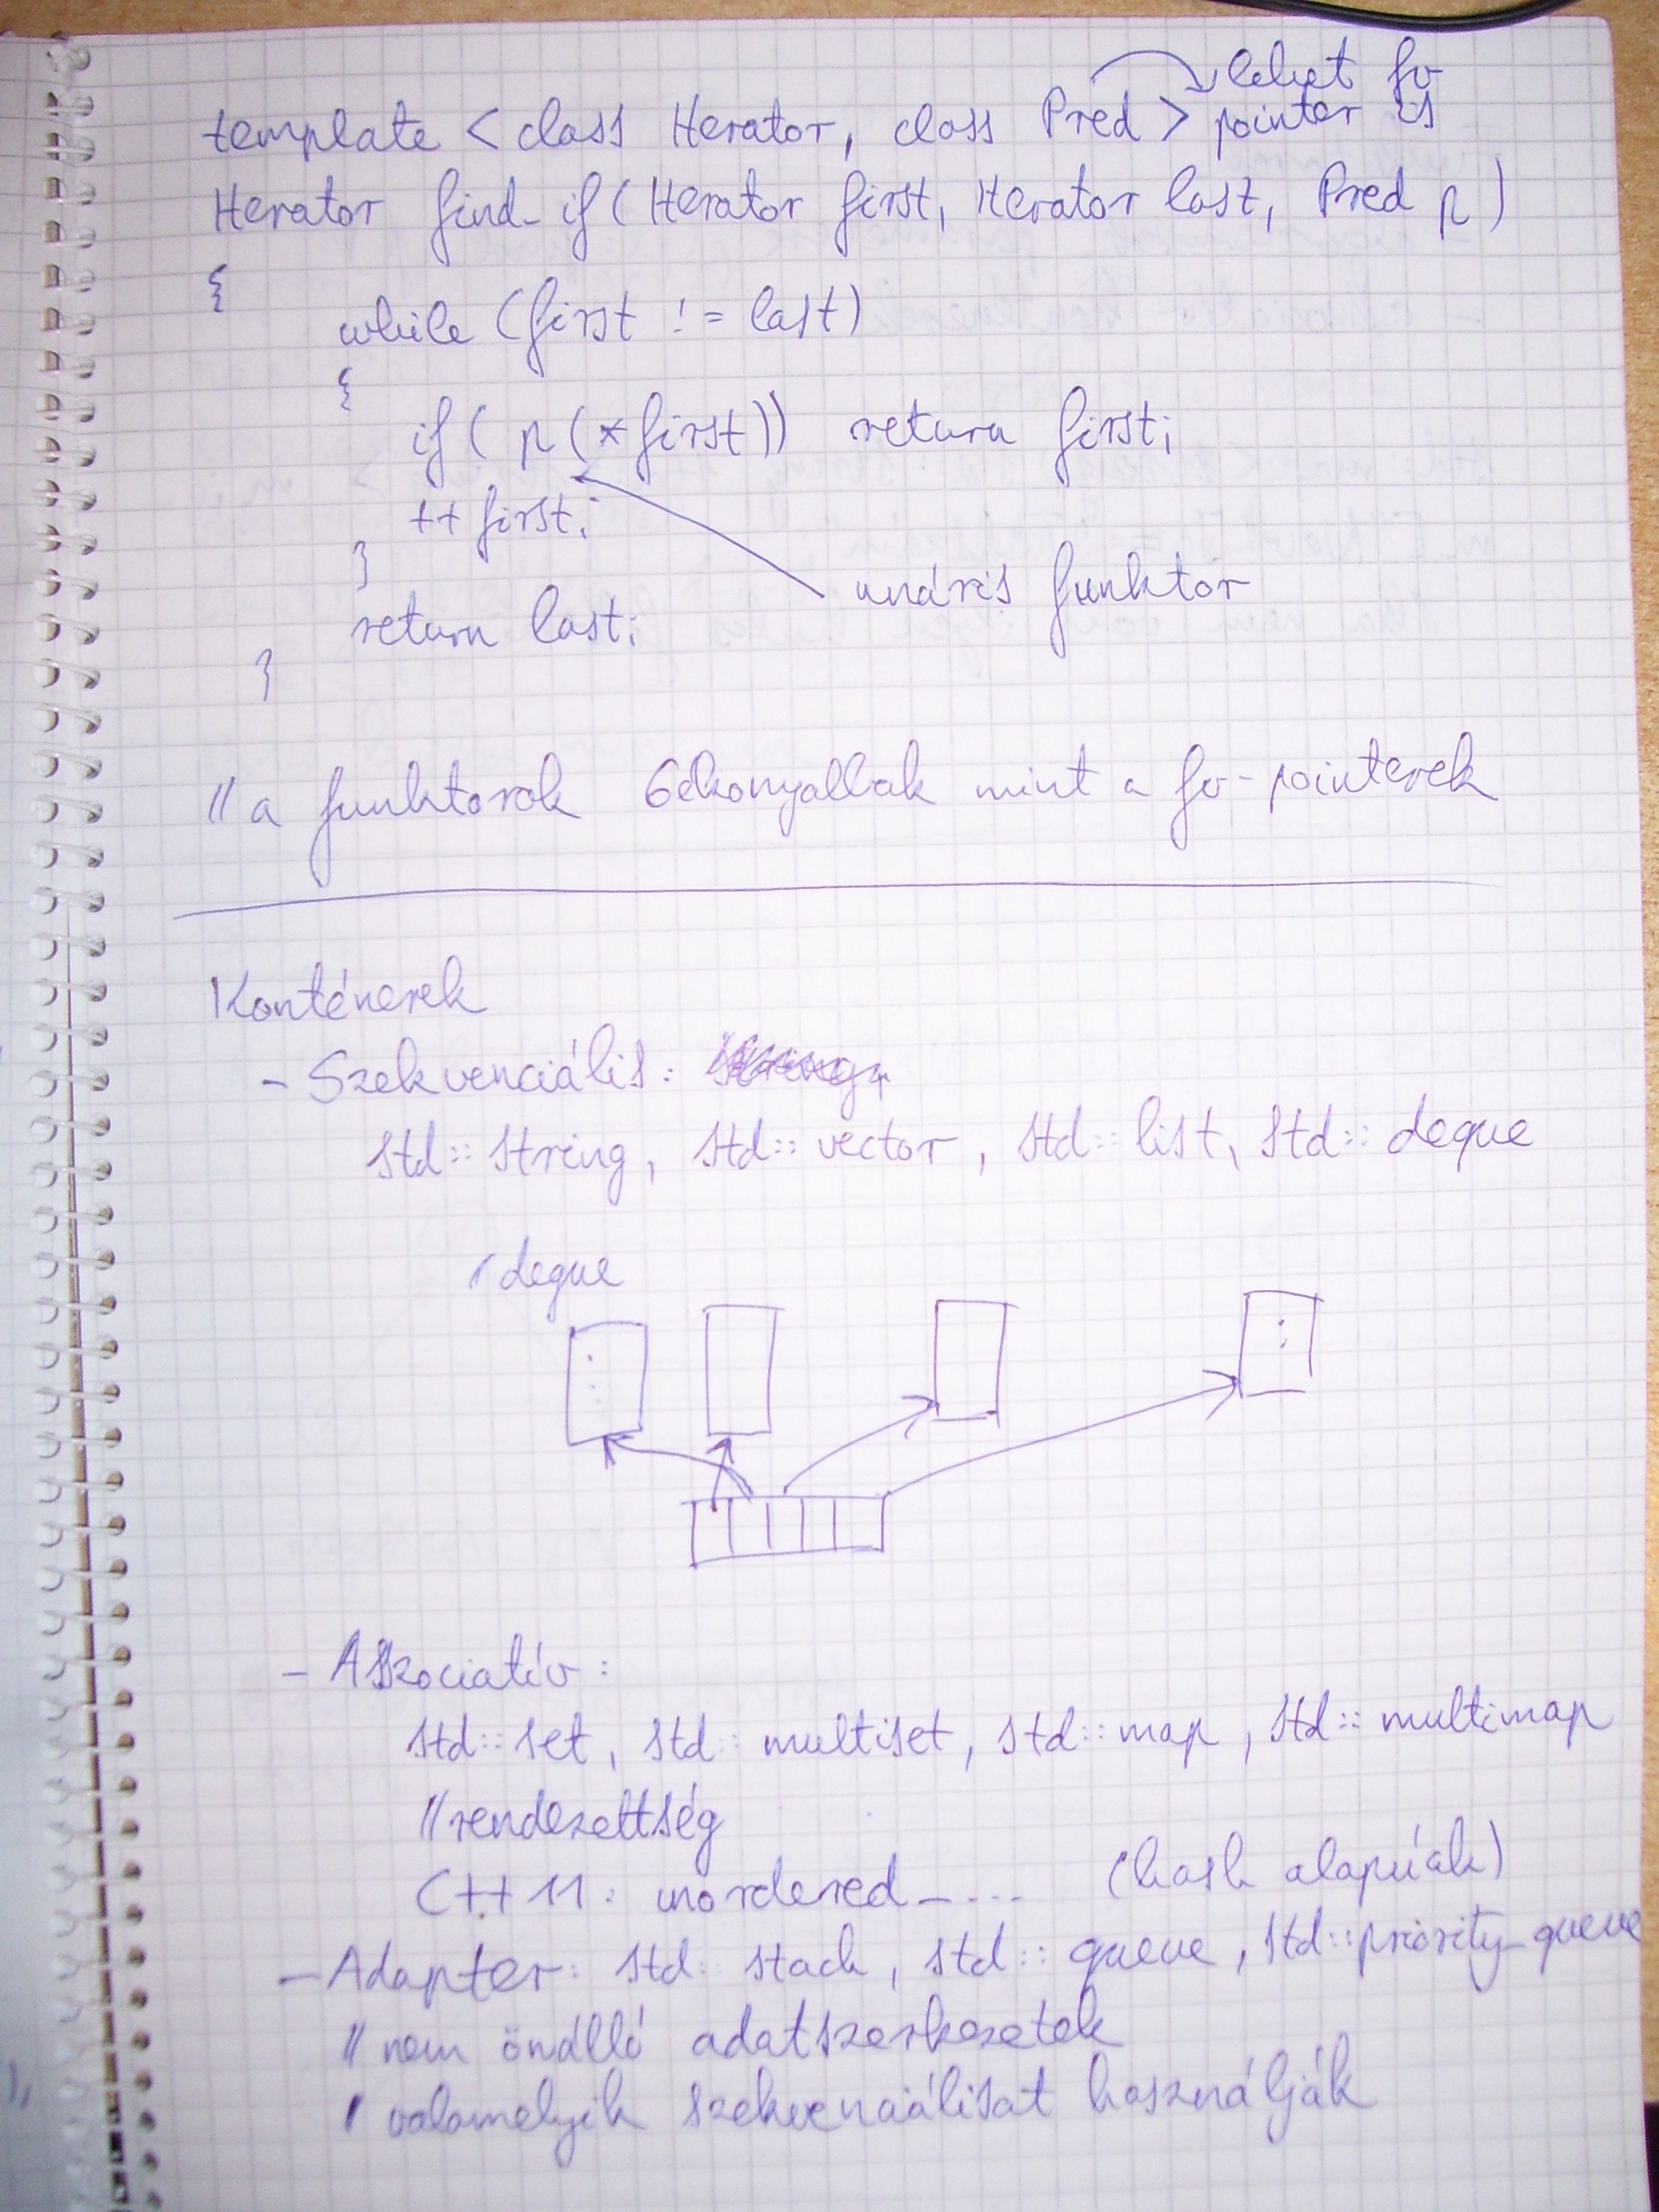 lehet fv
template < class Iterator, class Pred > pointer is
Iterator find_if ( Iterator first, Iterator last, Pred p )
{
while (first != last)
{
if ( p (*first)) return first;
++ first;
}
unáris funktor
return last;
}
// a funktorok hékonyabbak mint a fv-pointerek
Konténerek
- Szekvenciális:
std::string, std::vector, std::list, std::deque
deque
- Asszociatív:
std::set, std::multiset, std::map, std::multimap
//rendezettség
C++11: unordered_... (hash alapúak)
- Adapter: std::stack, std::queue, std::priority_queue
// nem önálló adatszerkezetek
valamelyik szekvenciálisat használják